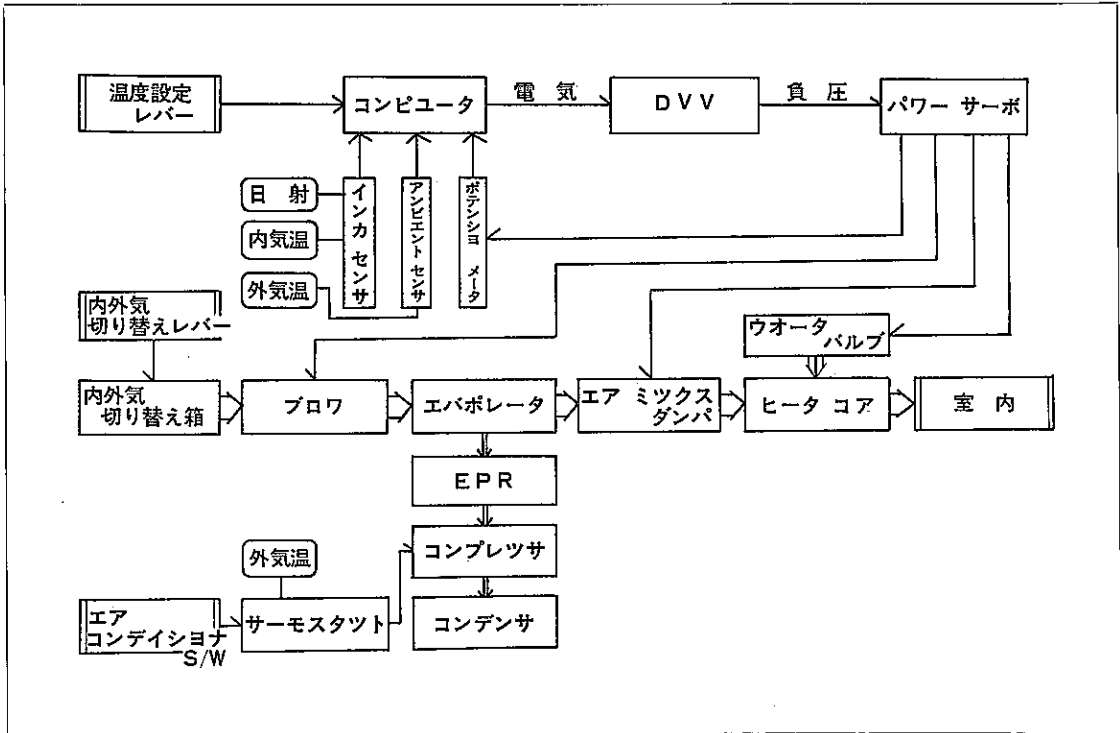 温度設定
レバー
コンピユータ
電 気
DVV
負 圧
パワー サーボ
日 射
内気温
外気温
インカ センサ
アンビエント センサ
ポテンシヨ メータ
内外気
切り替えレバー
ウオータ
バルブ
内外気
切り替え箱
ブロワ
エバポレータ
エア ミツクス
ダンパ
ヒータ コア
室 内
EPR
コンプレツサ
外気温
エア
コンデイシヨナ
S/W
サーモスタツト
コンデンサ